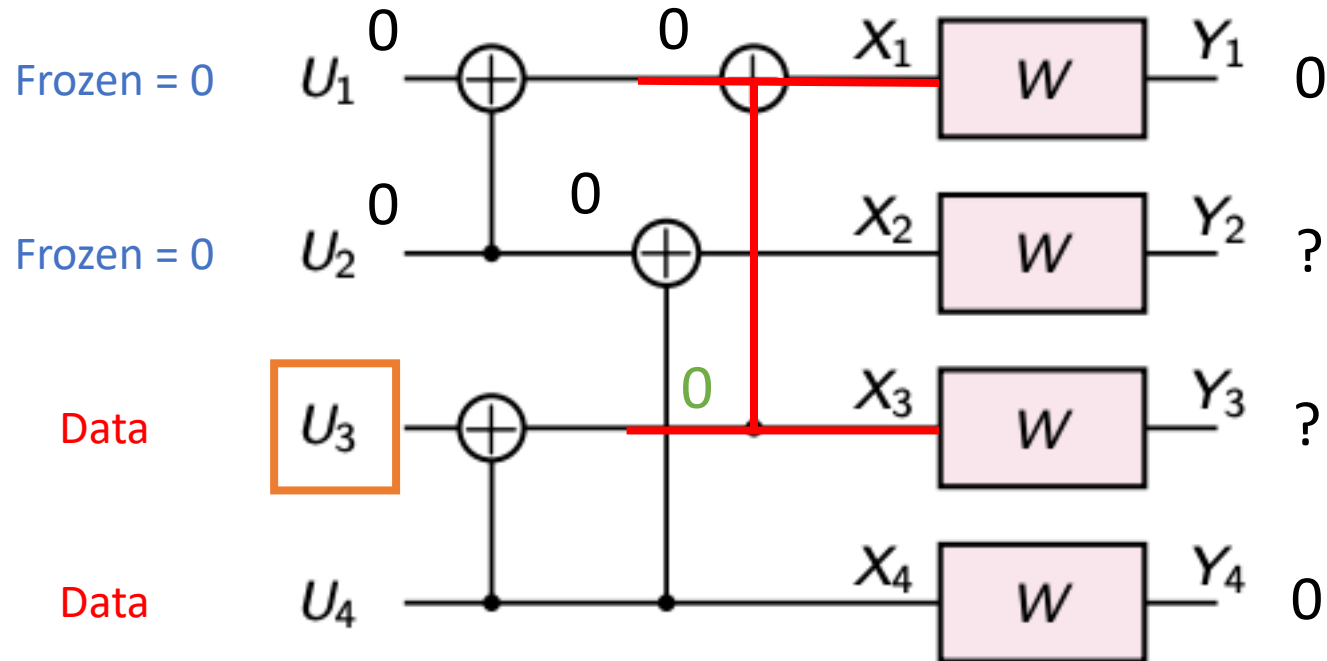 0 0
Frozen = 0 U₁ X₁ W Y₁ 0
0 0
Frozen = 0 U₂ X₂ W Y₂ ?
0
Data U₃ X₃ W Y₃ ?
Data U₄ X₄ W Y₄ 0